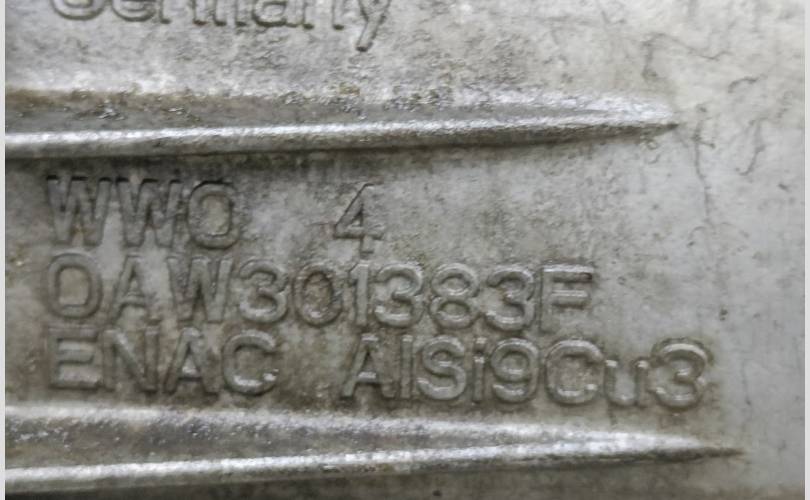 Germany
WWO 4
0AW301383F
ENAC AlSi9Cu3